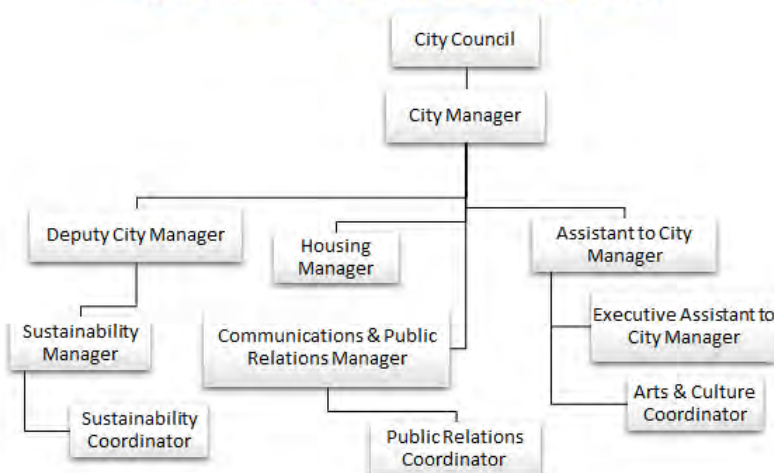 City Council
City Manager
Deputy City Manager
Housing
Manager
Assistant to City
Manager
Sustainability
Manager
Communications & Public
Relations Manager
Executive Assistant to
City Manager
Sustainability
Coordinator
Public Relations
Coordinator
Arts & Culture
Coordinator